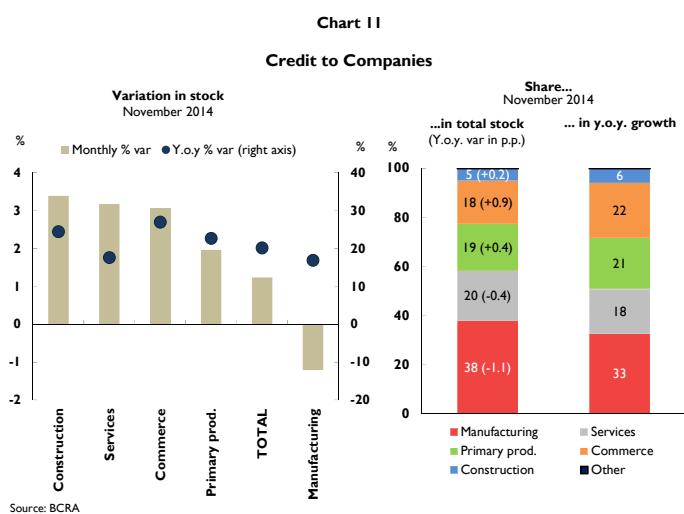 Chart 11
Credit to Companies
Variation in stock
November 2014
%
Monthly % var
Y.o.y % var (right axis)
%
4
3
2
1
0
-1
-2
40
30
20
10
0
-10
-20
Construction
Services
Commerce
Primary prod.
TOTAL
Manufacturing
Share...
November 2014
...in total stock
(Y.o.y. var in p.p.)
... in y.o.y. growth
%
100
80
60
40
20
0
5 (+0.2)
18 (+0.9)
19 (+0.4)
20 (-0.4)
38 (-1.1)
6
22
21
18
33
Manufacturing
Services
Primary prod.
Commerce
Construction
Other
Source: BCRA